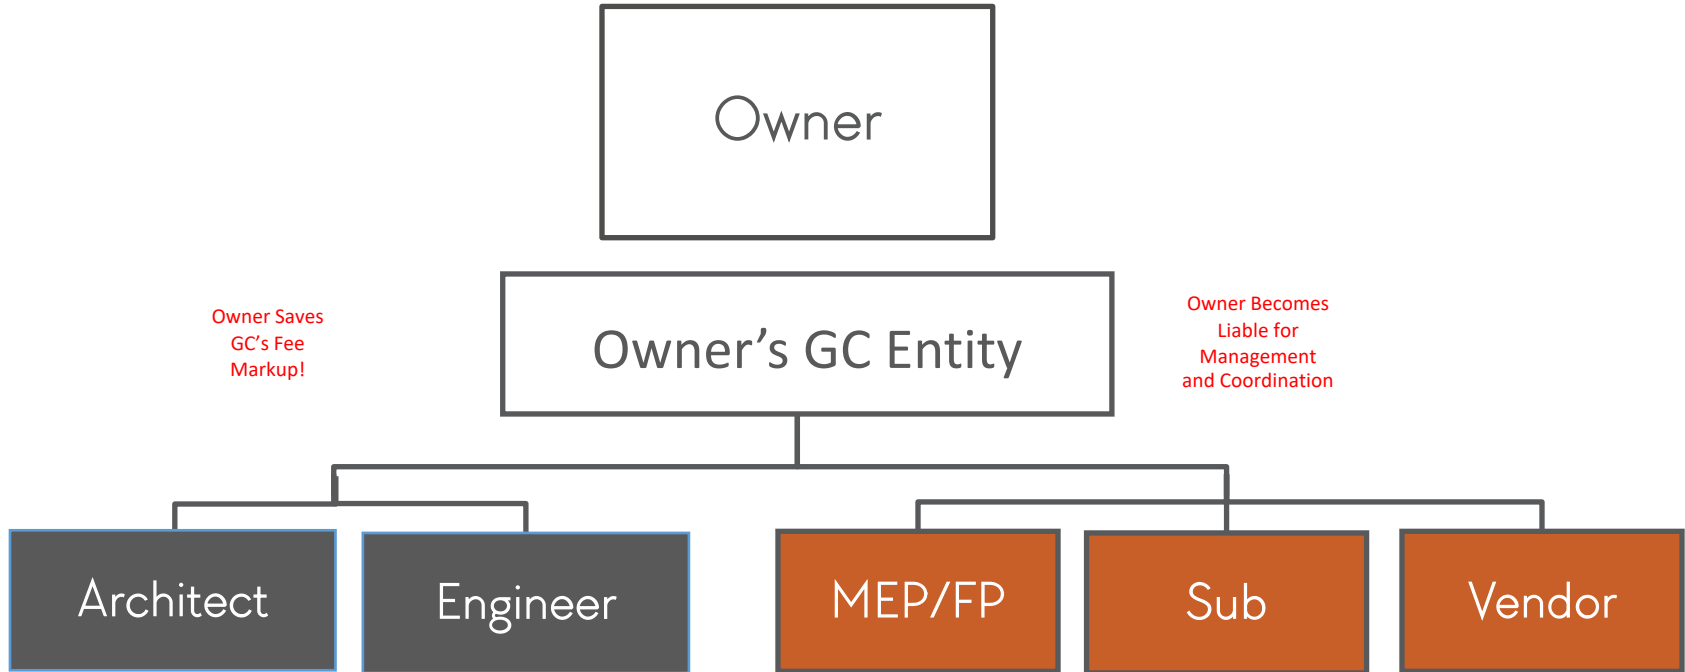 Owner
Owner Saves
GC's Fee
Markup!
Owner's GC Entity
Owner Becomes
Liable for
Management
and Coordination
Architect
Engineer
MEP/FP
Sub
Vendor